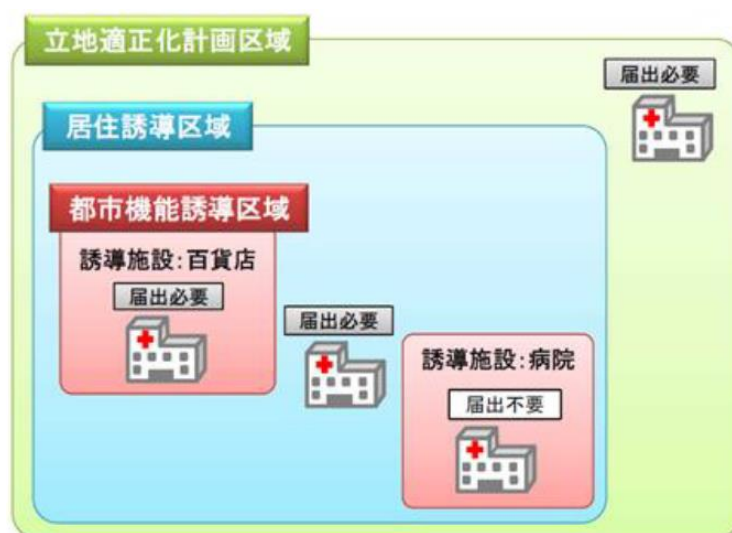 立地適正化計画区域
届出必要
居住誘導区域
都市機能誘導区域
誘導施設:百貨店
届出必要
届出必要
誘導施設:病院
届出不要